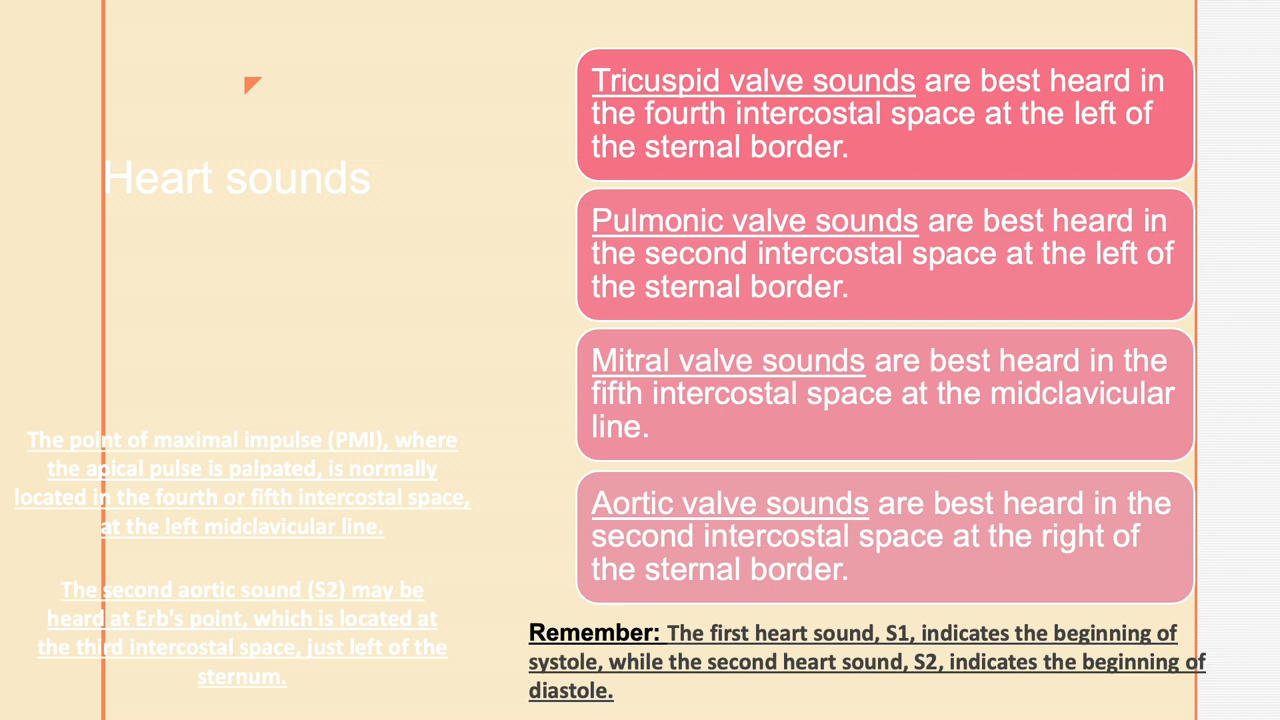 Heart sounds
The point of maximal impulse (PMI), where
the apical pulse is palpated, is normally
located in the fourth or fifth intercostal space,
at the left midclavicular line.
The second aortic sound (S2) may be
heard at Erb's point, which is located at
the third intercostal space, just left of the
sternum.
Tricuspid valve sounds are best heard in
the fourth intercostal space at the left of
the sternal border.
Pulmonic valve sounds are best heard in
the second intercostal space at the left of
the sternal border.
Mitral valve sounds are best heard in the
fifth intercostal space at the midclavicular
line.
Aortic valve sounds are best heard in the
second intercostal space at the right of
the sternal border.
Remember: The first heart sound, S1, indicates the beginning of
systole, while the second heart sound, S2, indicates the beginning of
diastole.